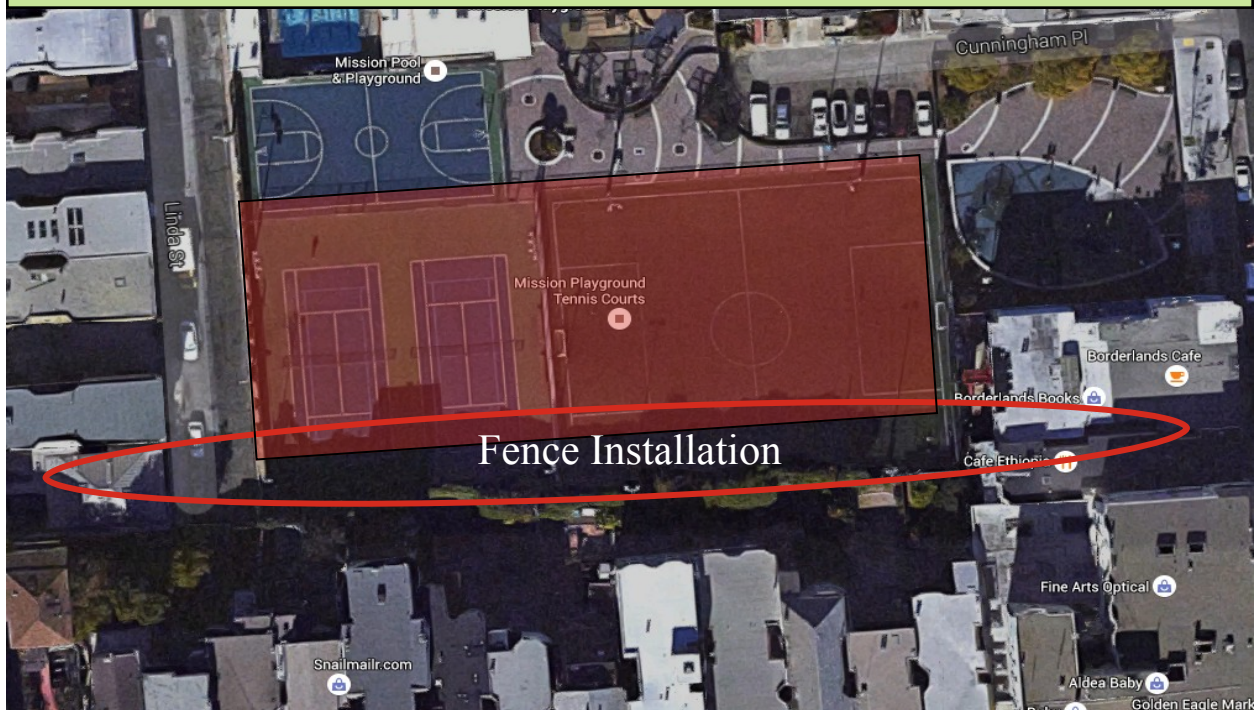 Cunningham Pl
Mission Pool
& Playground
Linda St
Mission Playground
Tennis Courts
Borderlands Cafe
Borderlands Books
Fence Installation
Cafe Ethiopia
Fine Arts Optical
Snailmailr.com
Aldea Baby
Golden Eagle Mark